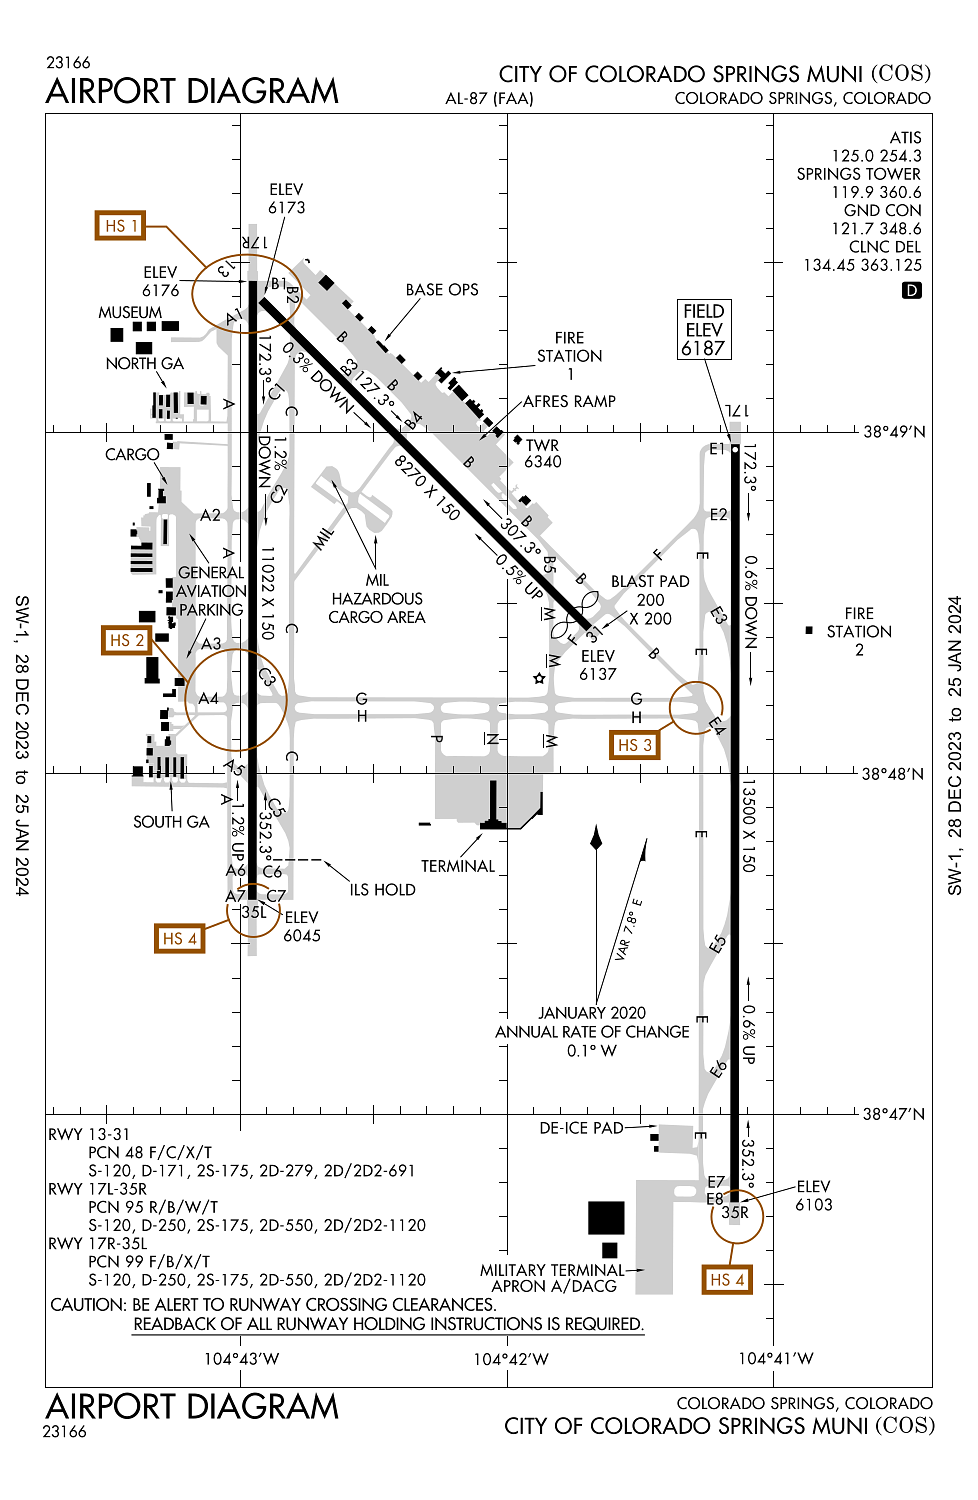 23166
AIRPORT DIAGRAM
AL-87 (FAA)
CITY OF COLORADO SPRINGS MUNI (COS)
COLORADO SPRINGS, COLORADO
ATIS
125.0 254.3
SPRINGS TOWER
119.9 360.6
GND CON
121.7 348.6
CLNC DEL
134.45 363.125
D
ELEV
6173
HS 1
17R
13
ELEV
6176
B1
B2
A1
MUSEUM
NORTH GA
BASE OPS
FIRE
STATION
1
AFRES RAMP
FIELD
ELEV
6187
17L
172.3°
0.3% DOWN
B3
127.3°
B
B
B4
A
C1
C
38°49'N
CARGO
1.2%
DOWN
C2
8270 X 150
B
TWR
6340
E1
172.3°
A2
E2
MIL
307.3°
0.5% UP
B
B5
F
E
A
GENERAL
AVIATION
PARKING
11022 X 150
MIL
HAZARDOUS
CARGO AREA
B
BLAST PAD
200
X 200
0.6% DOWN
E3
FIRE
STATION
2
HS 2
A3
C
M
F
31
ELEV
6137
B
E
M
C3
A4
G
H
G
H
E4
HS 3
P
N
M
A5
C
38°48'N
A
1.2% UP
C5
352.3°
SOUTH GA
13500 X 150
E
TERMINAL
A6
C6
ILS HOLD
A7
C7
35L
ELEV
6045
HS 4
VAR 7.8° E
E5
JANUARY 2020
ANNUAL RATE OF CHANGE
0.1° W
E
0.6% UP
E6
38°47'N
DE-ICE PAD
E
352.3°
E7
E8
35R
ELEV
6103
HS 4
MILITARY TERMINAL
APRON A/DACG
RWY 13-31
PCN 48 F/C/X/T
S-120, D-171, 2S-175, 2D-279, 2D/2D2-691
RWY 17L-35R
PCN 95 R/B/W/T
S-120, D-250, 2S-175, 2D-550, 2D/2D2-1120
RWY 17R-35L
PCN 99 F/B/X/T
S-120, D-250, 2S-175, 2D-550, 2D/2D2-1120
CAUTION: BE ALERT TO RUNWAY CROSSING CLEARANCES.
READBACK OF ALL RUNWAY HOLDING INSTRUCTIONS IS REQUIRED.
104°43'W
104°42'W
104°41'W
SW-1, 28 DEC 2023 to 25 JAN 2024
SW-1, 28 DEC 2023 to 25 JAN 2024
AIRPORT DIAGRAM
23166
COLORADO SPRINGS, COLORADO
CITY OF COLORADO SPRINGS MUNI (COS)